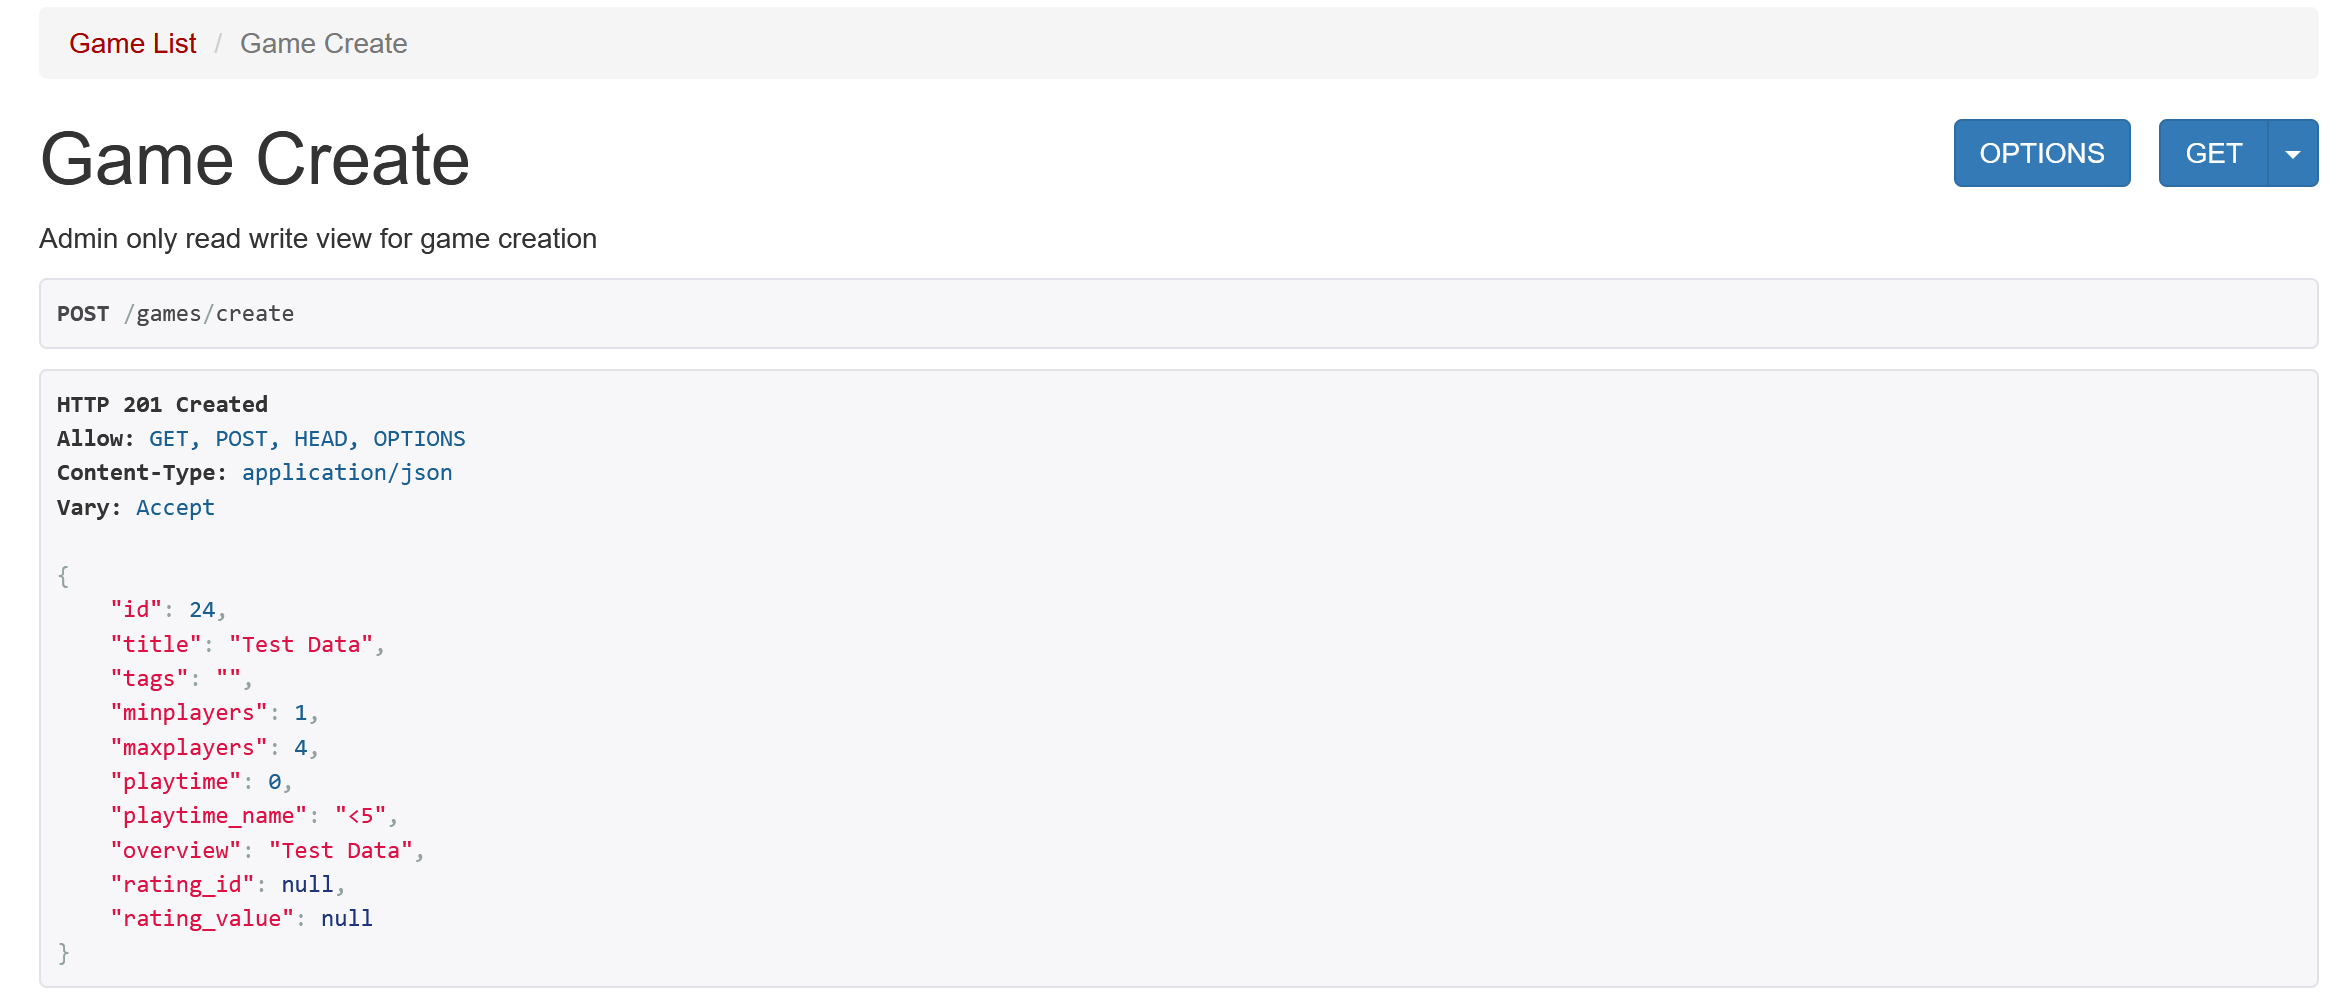 Game List / Game Create
Game Create
OPTIONS
GET
Admin only read write view for game creation
POST /games/create
HTTP 201 Created
Allow: GET, POST, HEAD, OPTIONS
Content-Type: application/json
Vary: Accept
{
    "id": 24,
    "title": "Test Data",
    "tags": "",
    "minplayers": 1,
    "maxplayers": 4,
    "playtime": 0,
    "playtime_name": "<5",
    "overview": "Test Data",
    "rating_id": null,
    "rating_value": null
}